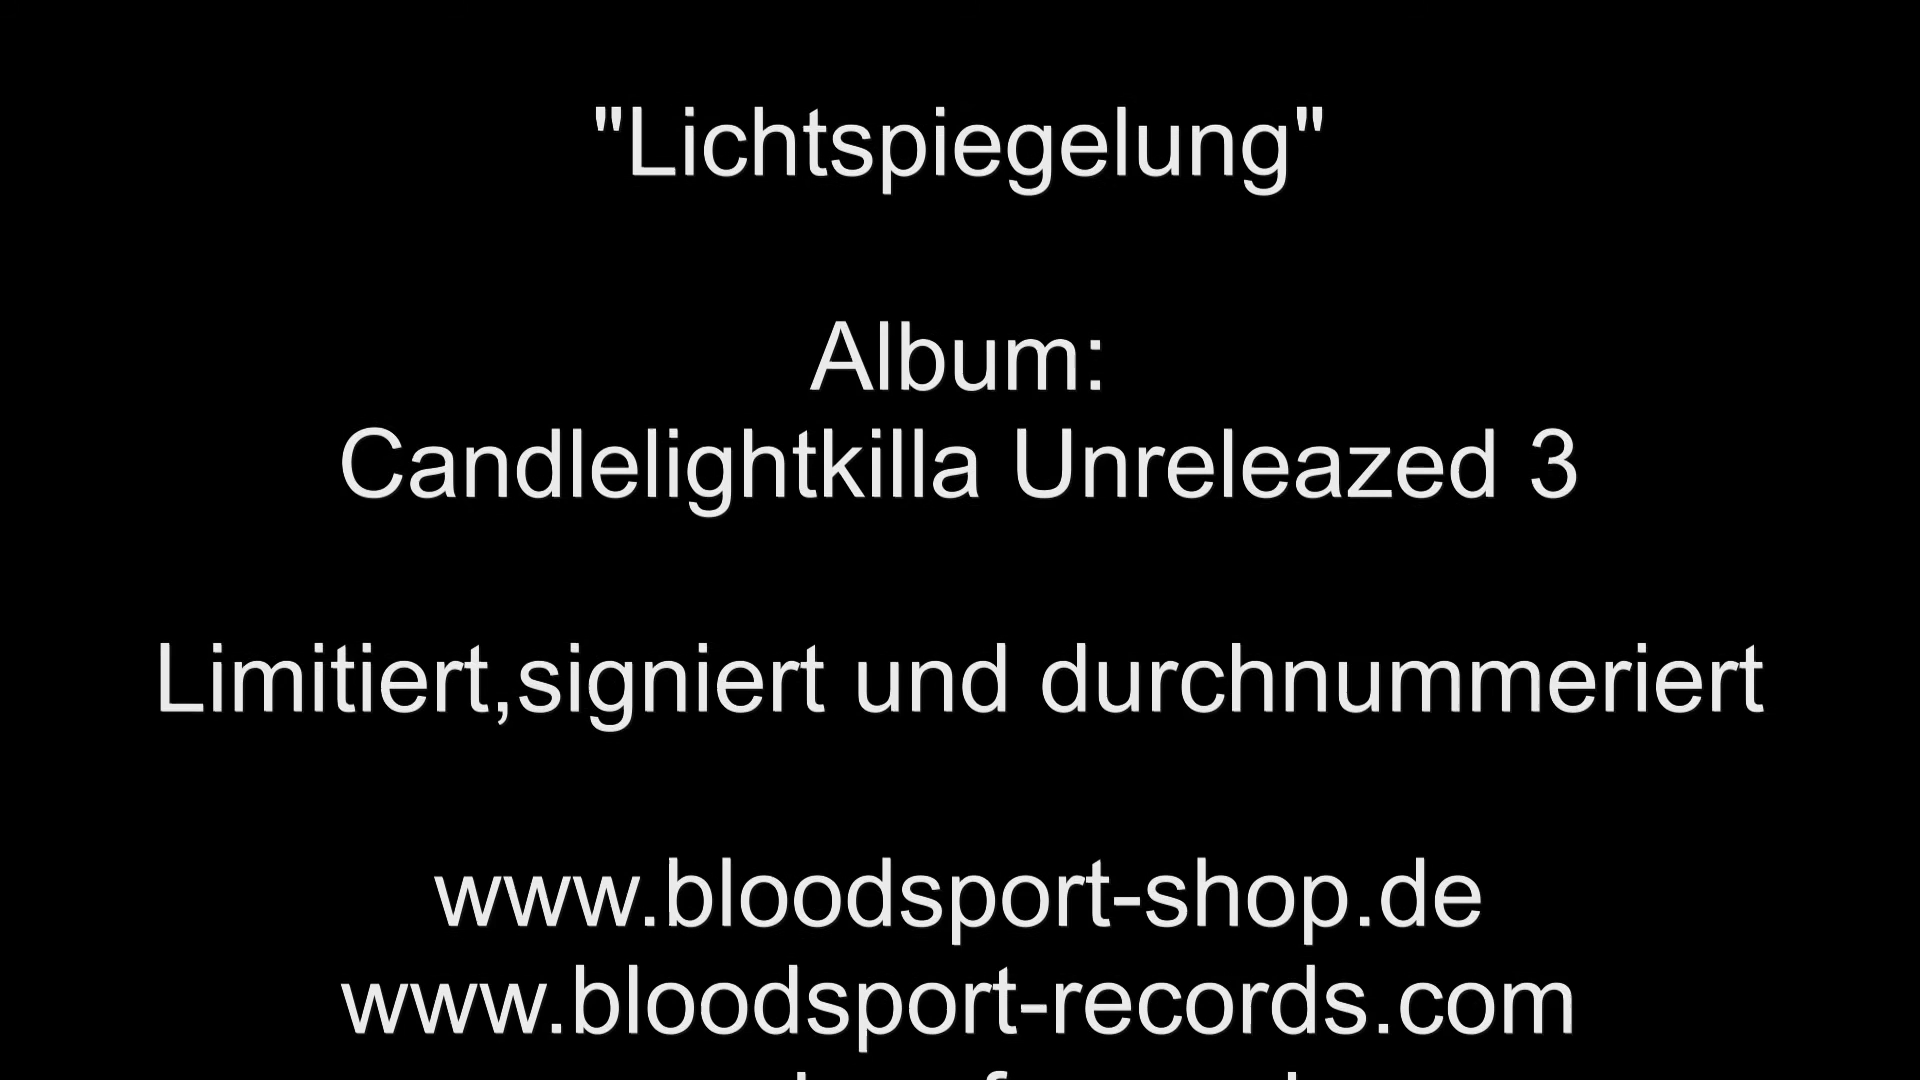 "Lichtspiegelung"
Album:
Candlelightkilla Unreleazed 3
Limitiert,signiert und durchnummeriert
www.bloodsport-shop.de
www.bloodsport-records.com